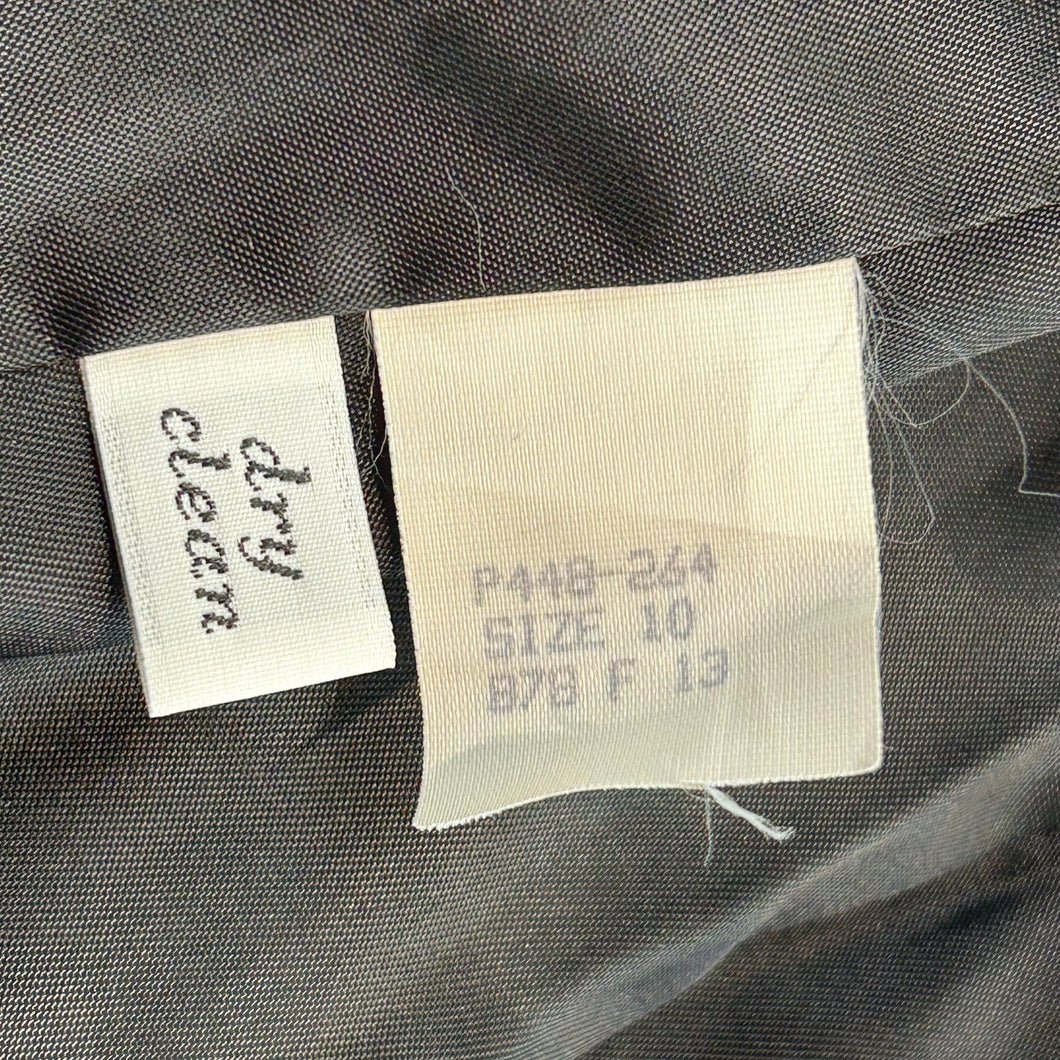 dry
clean
P448-264
SIZE 10
878 F 13